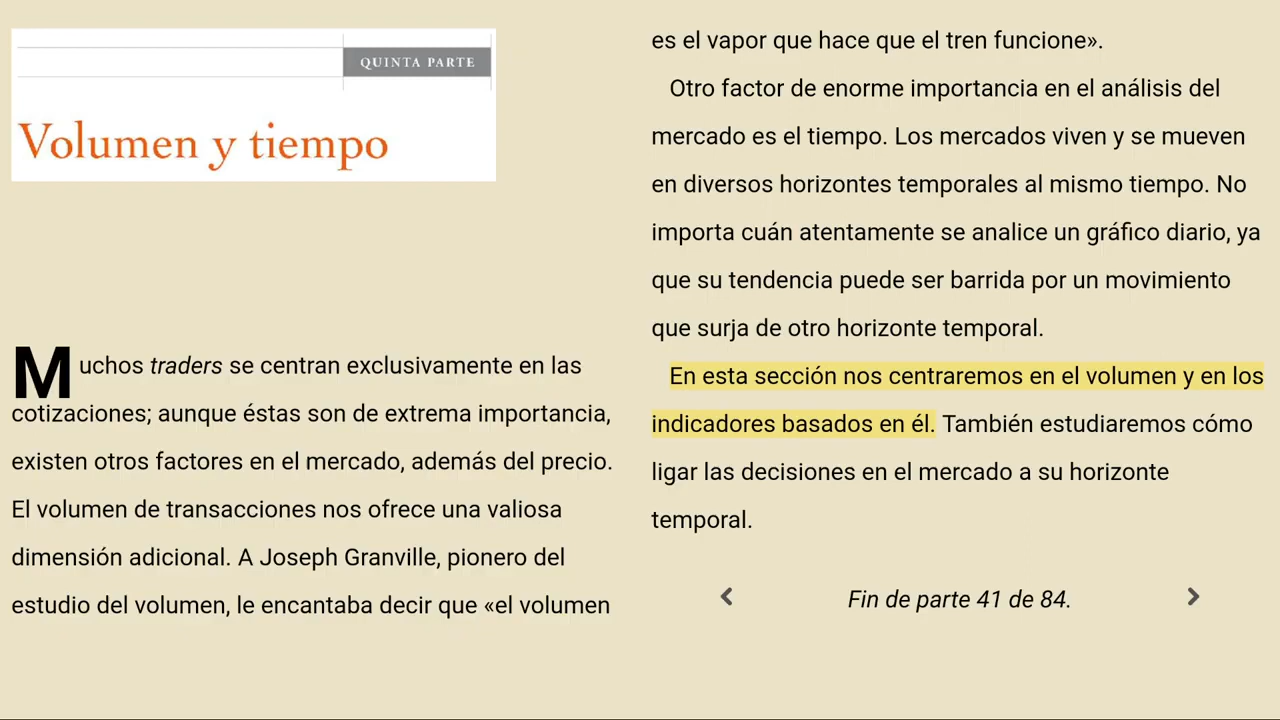 QUINTA PARTE
Volumen y tiempo
Muchos traders se centran exclusivamente en las
cotizaciones; aunque éstas son de extrema importancia,
existen otros factores en el mercado, además del precio.
El volumen de transacciones nos ofrece una valiosa
dimensión adicional. A Joseph Granville, pionero del
estudio del volumen, le encantaba decir que «el volumen
es el vapor que hace que el tren funcione».
Otro factor de enorme importancia en el análisis del
mercado es el tiempo. Los mercados viven y se mueven
en diversos horizontes temporales al mismo tiempo. No
importa cuán atentamente se analice un gráfico diario, ya
que su tendencia puede ser barrida por un movimiento
que surja de otro horizonte temporal.
En esta sección nos centraremos en el volumen y en los
indicadores basados en él. También estudiaremos cómo
ligar las decisiones en el mercado a su horizonte
temporal.
Fin de parte 41 de 84.